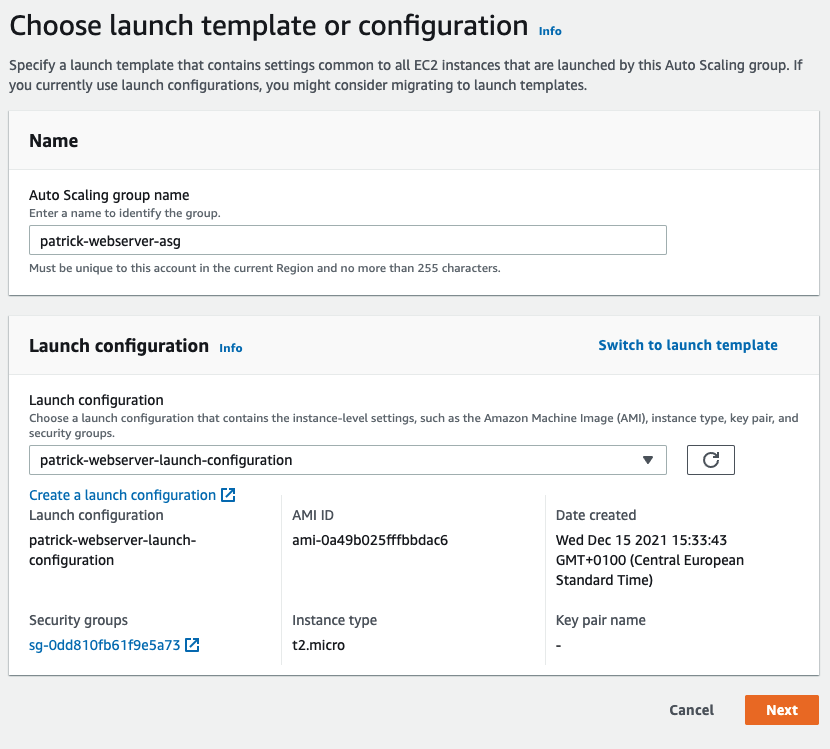 Choose launch template or configuration Info
Specify a launch template that contains settings common to all EC2 instances that are launched by this Auto Scaling group. If
you currently use launch configurations, you might consider migrating to launch templates.
Name
Auto Scaling group name
Enter a name to identify the group.
patrick-webserver-asg
Must be unique to this account in the current Region and no more than 255 characters.
Launch configuration Info
Switch to launch template
Launch configuration
Choose a launch configuration that contains the instance-level settings, such as the Amazon Machine Image (AMI), instance type, key pair, and
security groups.
patrick-webserver-launch-configuration
Create a launch configuration
Launch configuration
patrick-webserver-launch-
configuration
AMI ID
ami-0a49b025fffbbdac6
Date created
Wed Dec 15 2021 15:33:43
GMT+0100 (Central European
Standard Time)
Security groups
sg-0dd810fb61f9e5a73
Instance type
t2.micro
Key pair name
-
Cancel
Next